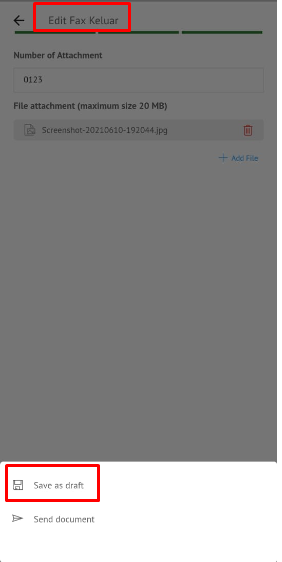 Edit Fax Keluar
Number of Attachment
0123
File attachment (maximum size 20 MB)
Screenshot-20210610-192044.jpg
Add File
Save as draft
Send document